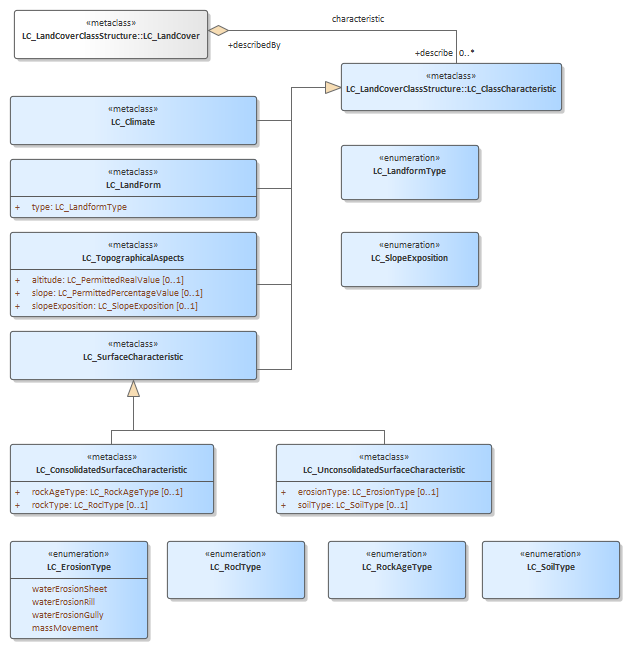 «metaclass»
LC_LandCoverClassStructure::LC_LandCover
characteristic
+describedBy
+describe 0..*
«metaclass»
LC_LandCoverClassStructure::LC_ClassCharacteristic
«metaclass»
LC_Climate
«metaclass»
LC_LandForm
+ type: LC_LandformType
«enumeration»
LC_LandformType
«metaclass»
LC_TopographicalAspects
+ altitude: LC_PermittedRealValue [0..1]
+ slope: LC_PermittedPercentageValue [0..1]
+ slopeExposition: LC_SlopeExposition [0..1]
«enumeration»
LC_SlopeExposition
«metaclass»
LC_SurfaceCharacteristic
«metaclass»
LC_ConsolidatedSurfaceCharacteristic
+ rockAgeType: LC_RockAgeType [0..1]
+ rockType: LC_RoclType [0..1]
«metaclass»
LC_UnconsolidatedSurfaceCharacteristic
+ erosionType: LC_ErosionType [0..1]
+ soilType: LC_SoilType [0..1]
«enumeration»
LC_ErosionType
waterErosionSheet
waterErosionRill
waterErosionGully
massMovement
«enumeration»
LC_RoclType
«enumeration»
LC_RockAgeType
«enumeration»
LC_SoilType